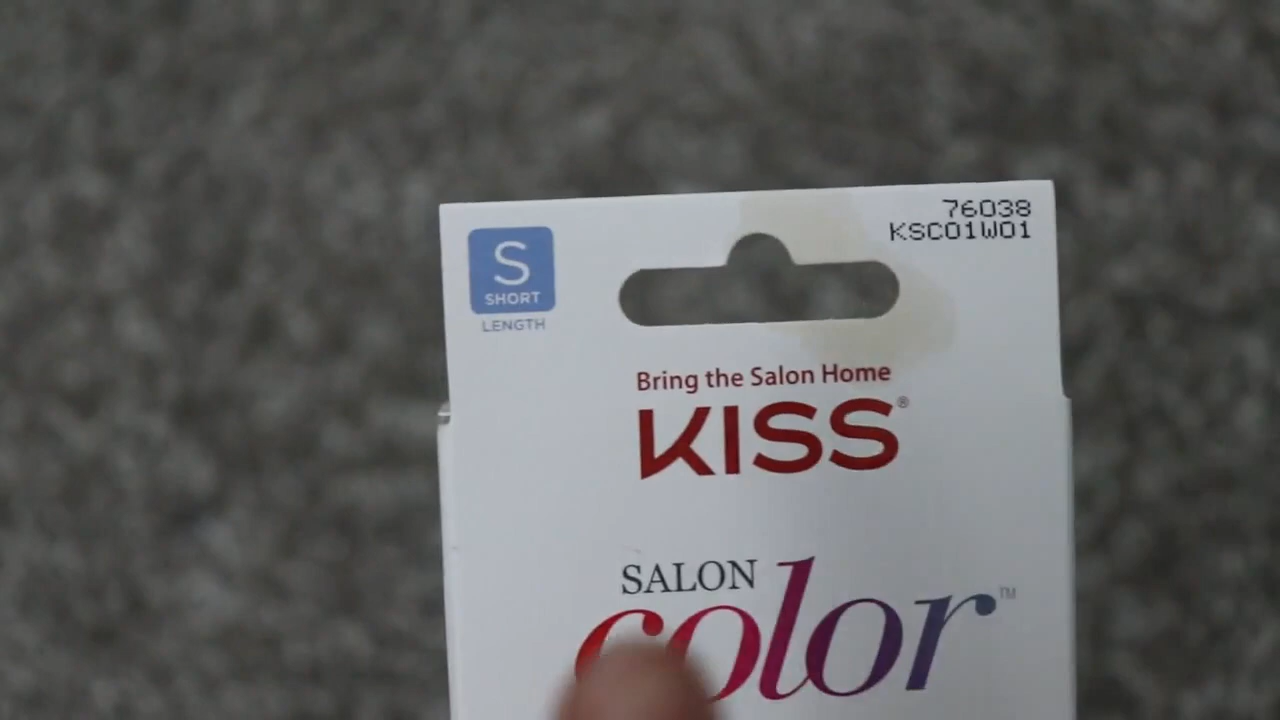 76038
KSC01W01
S
SHORT
LENGTH
Bring the Salon Home
KISS®
SALON
color™